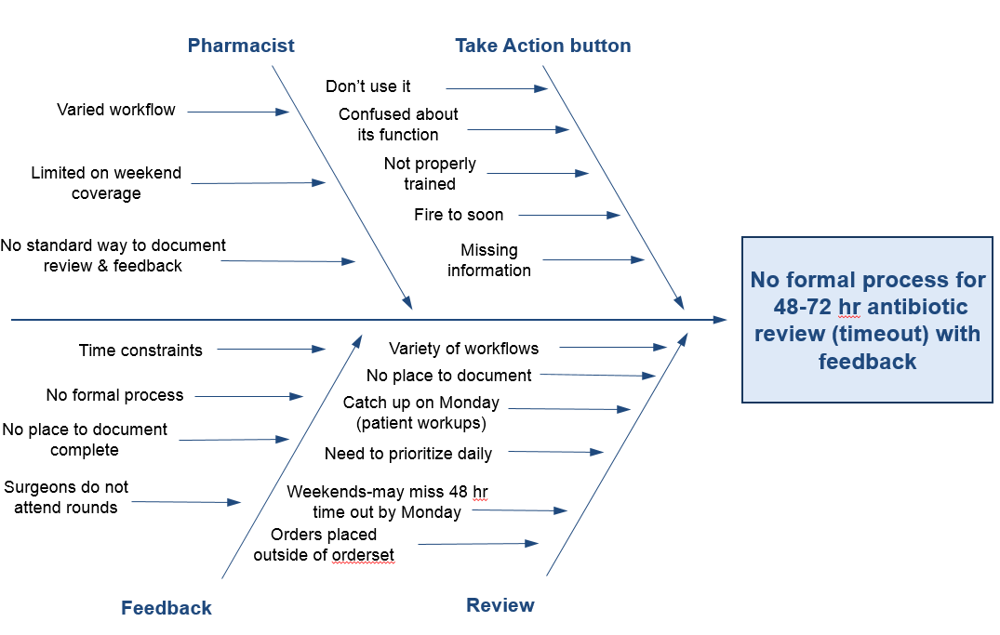 Pharmacist
Varied workflow
Limited on weekend
coverage
No standard way to document
review & feedback
Take Action button
Don’t use it
Confused about
its function
Not properly
trained
Fire to soon
Missing
information
No formal process for
48-72 hr antibiotic
review (timeout) with
feedback
Time constraints
No formal process
No place to document
complete
Surgeons do not
attend rounds
Feedback
Variety of workflows
No place to document
Catch up on Monday
(patient workups)
Need to prioritize daily
Weekends-may miss 48 hr
time out by Monday
Orders placed
outside of orderset
Review